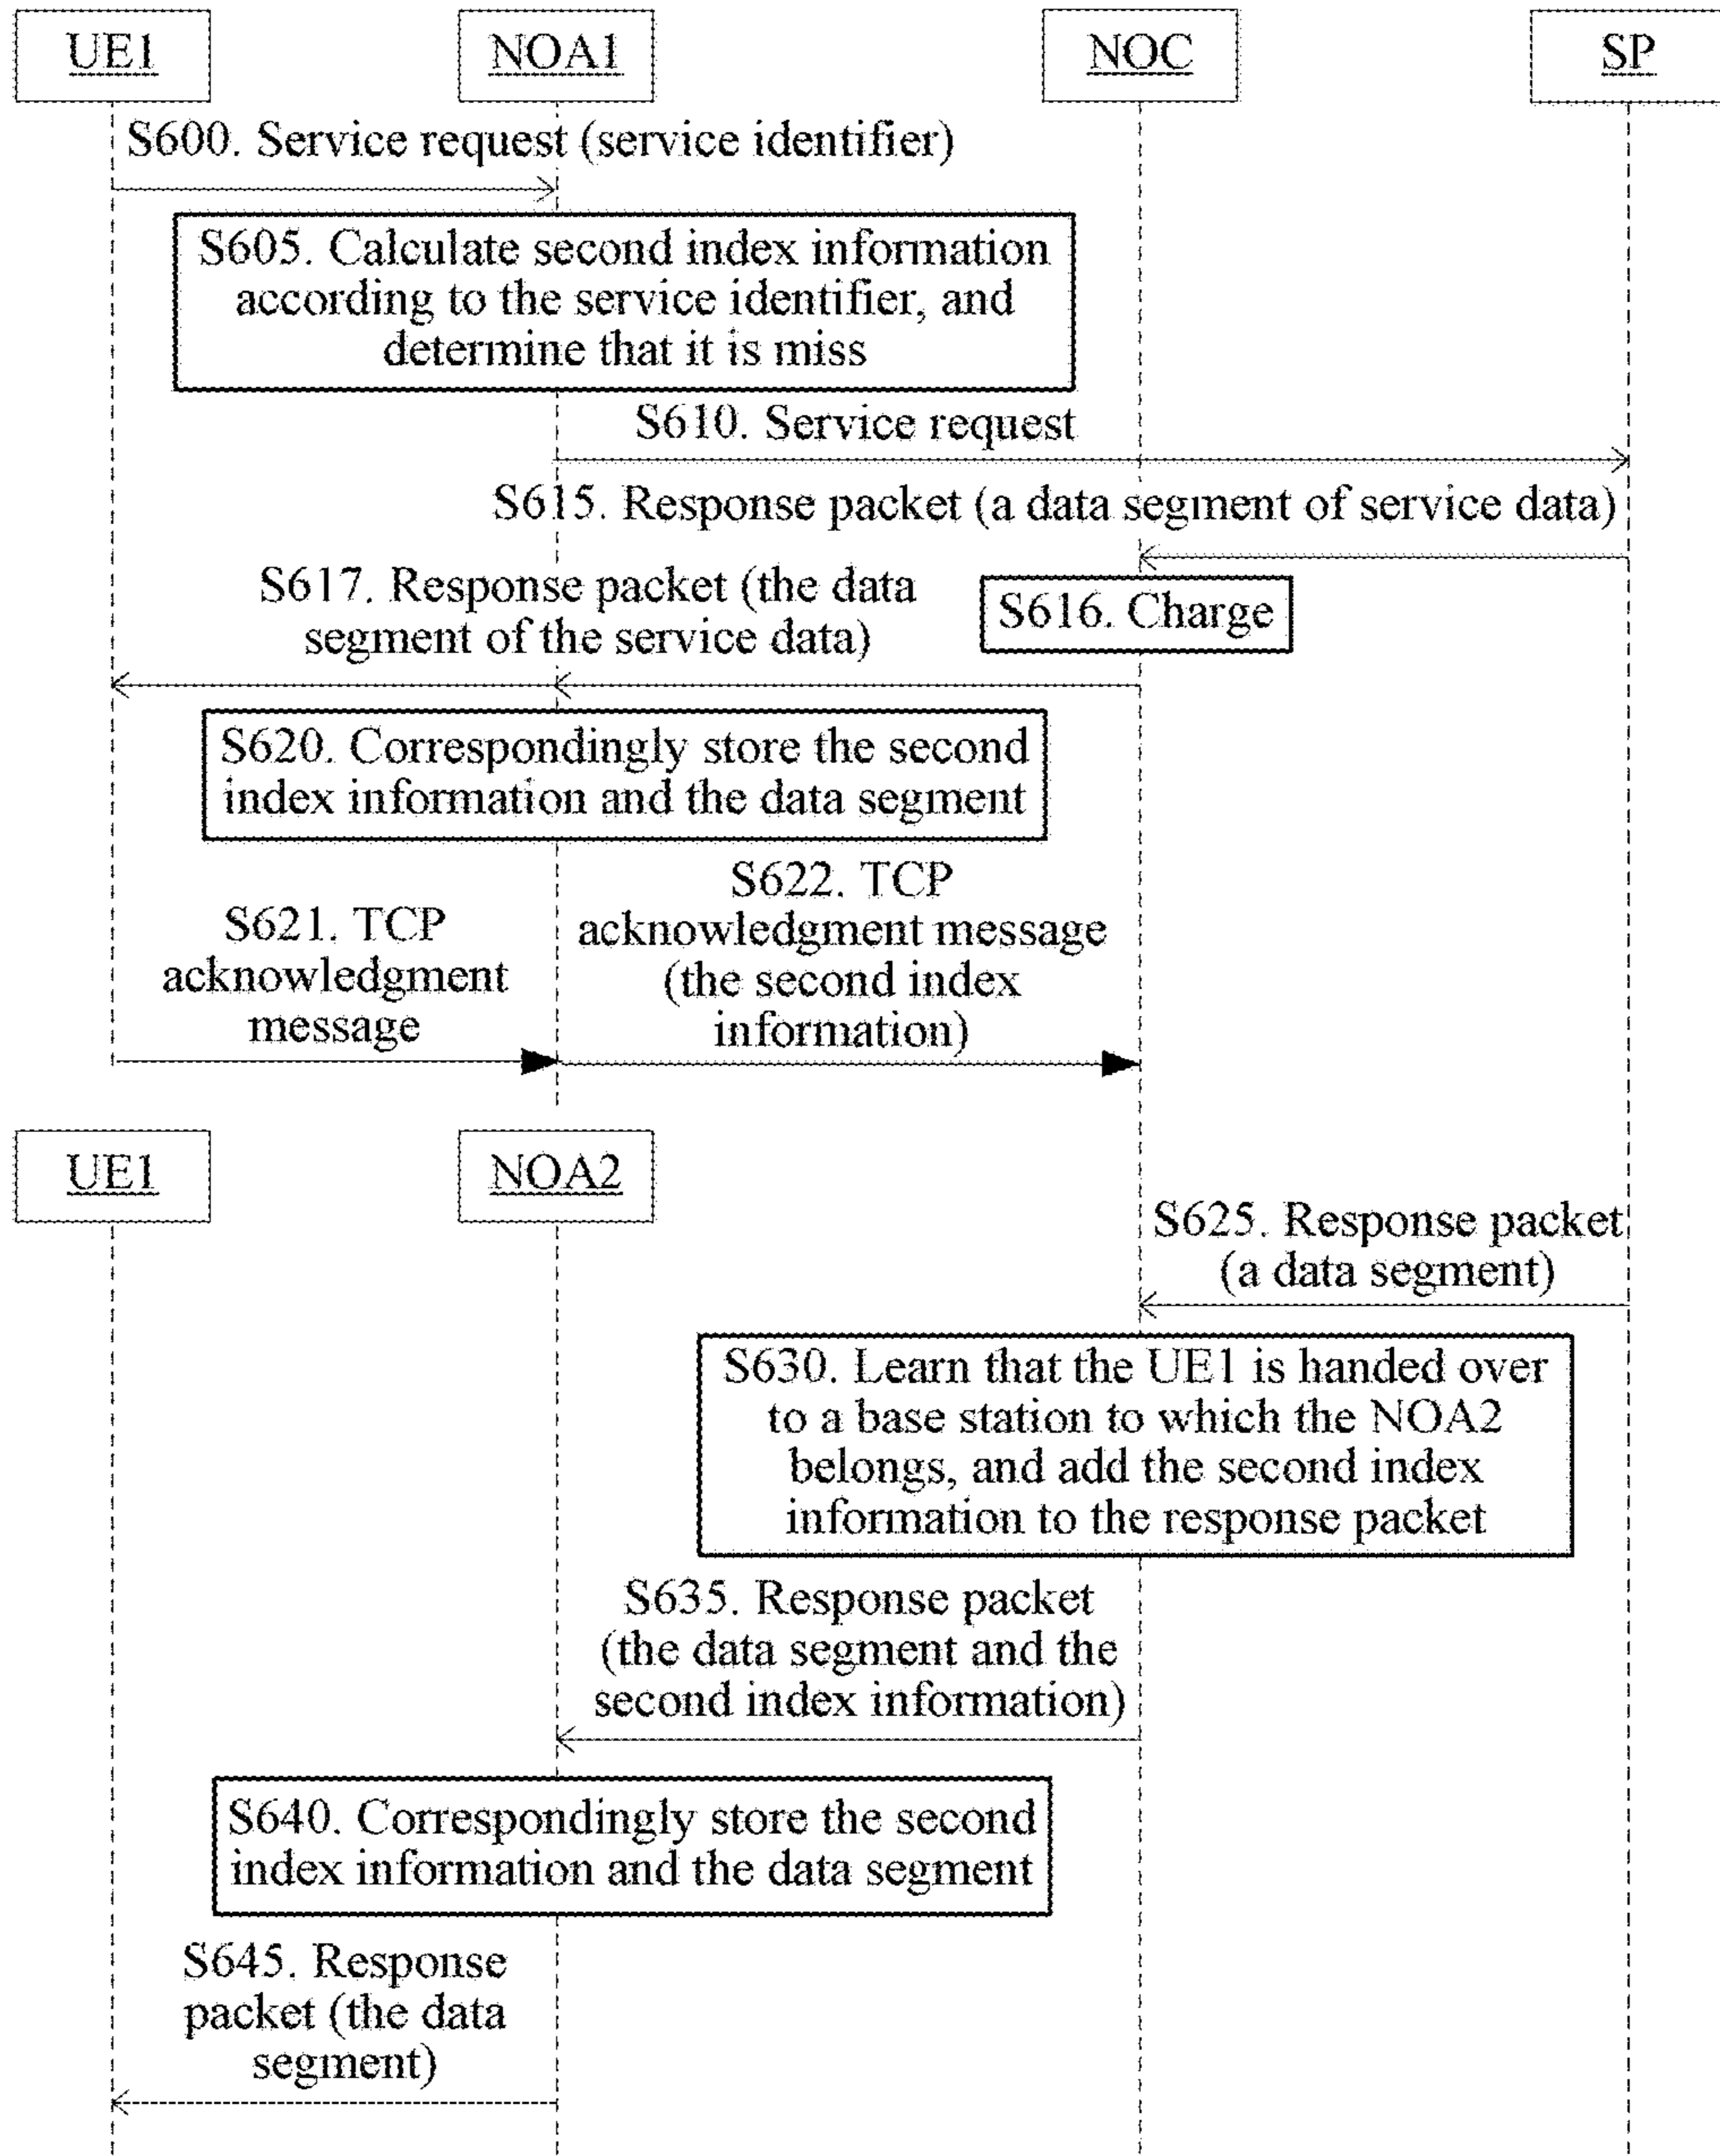 UE1
NOA1
NOC
SP
S600. Service request (service identifier)
S605. Calculate second index information
according to the service identifier, and
determine that it is miss
S610. Service request
S615. Response packet (a data segment of service data)
S617. Response packet (the data
segment of the service data)
S616. Charge
S620. Correspondingly store the second
index information and the data segment
S621. TCP
acknowledgment
message
S622. TCP
acknowledgment message
(the second index
information)
UE1
NOA2
S625. Response packet
(a data segment)
S630. Learn that the UE1 is handed over
to a base station to which the NOA2
belongs, and add the second index
information to the response packet
S635. Response packet
(the data segment and the
second index information)
S640. Correspondingly store the second
index information and the data segment
S645. Response
packet (the data
segment)